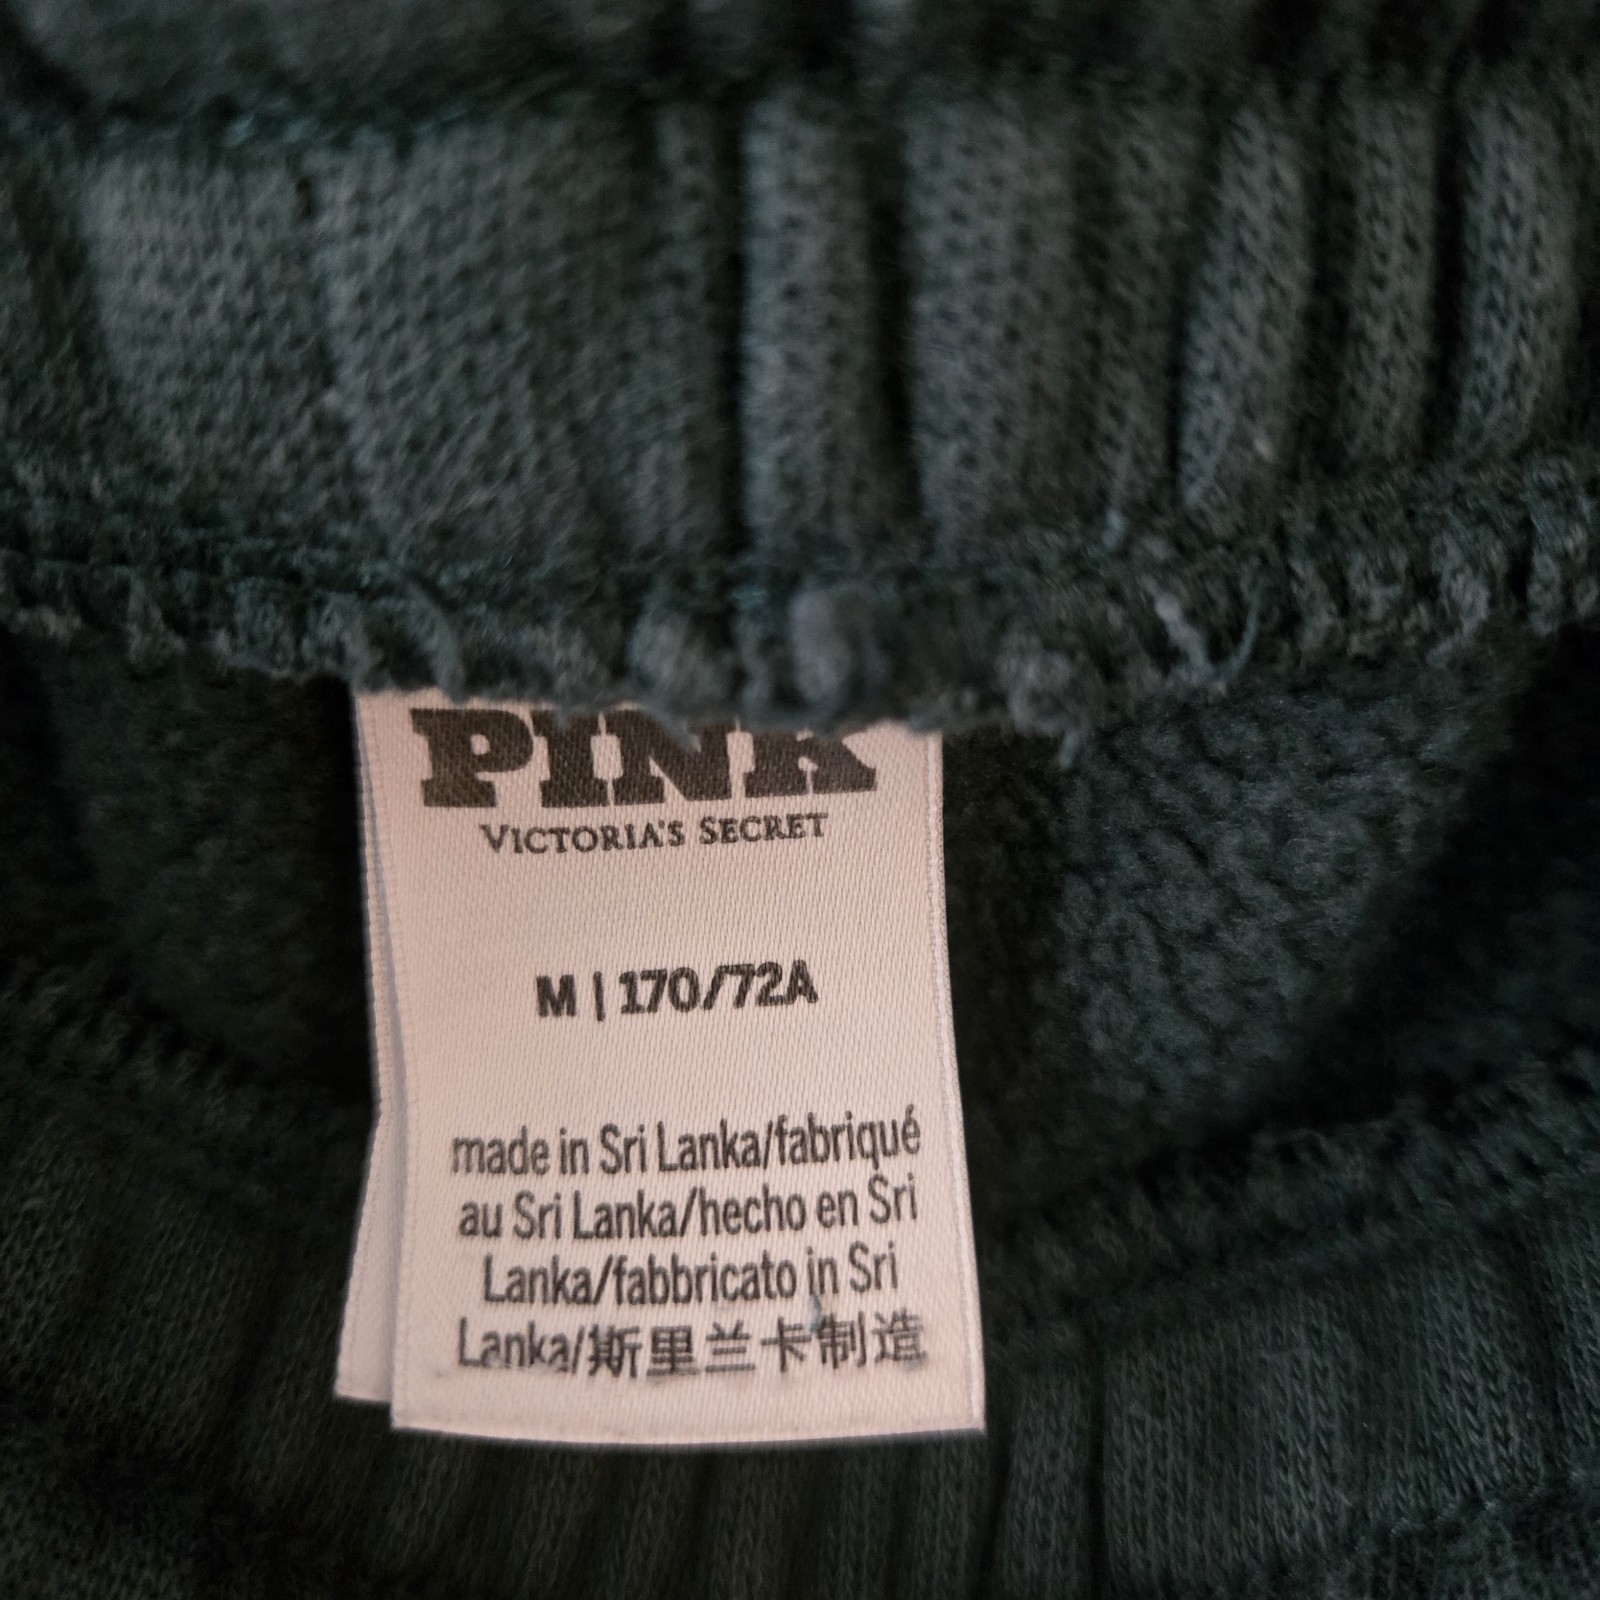 PINK
VICTORIA'S SECRET
M | 170/72A
made in Sri Lanka/fabriqué
au Sri Lanka/hecho en Sri
Lanka/fabbricato in Sri
Lanka/斯里兰卡制造